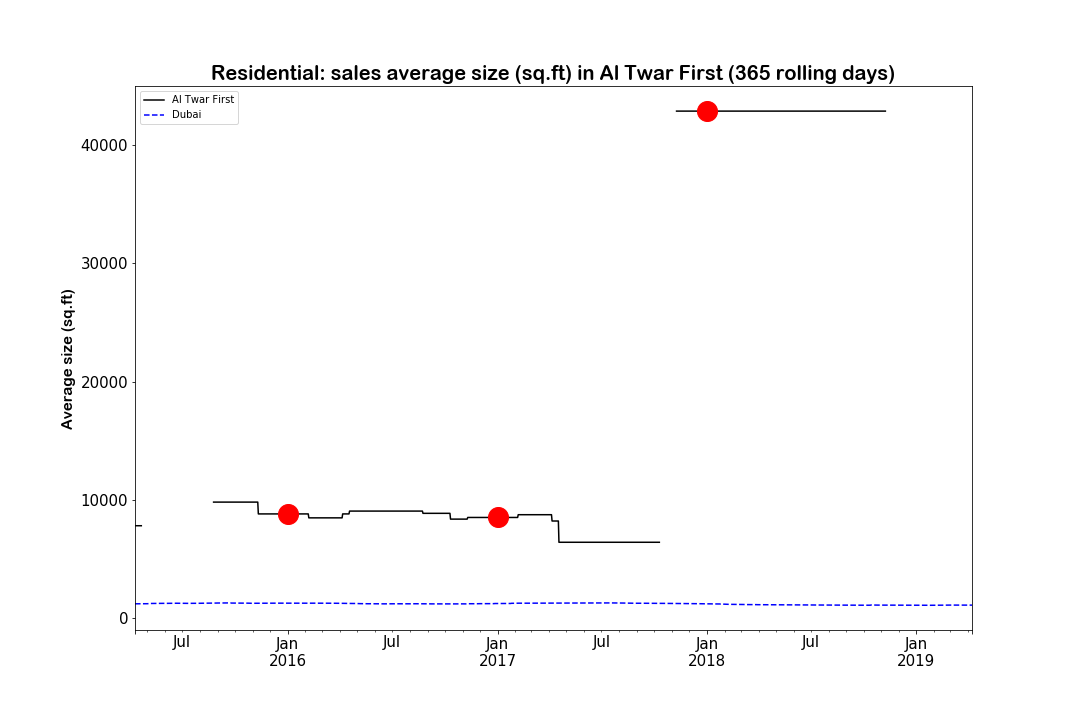 Residential: sales average size (sq.ft) in Al Twar First (365 rolling days)
Al Twar First
Dubai
Average size (sq.ft)
40000
30000
20000
10000
0
Jul
Jan
2016
Jul
Jan
2017
Jul
Jan
2018
Jul
Jan
2019